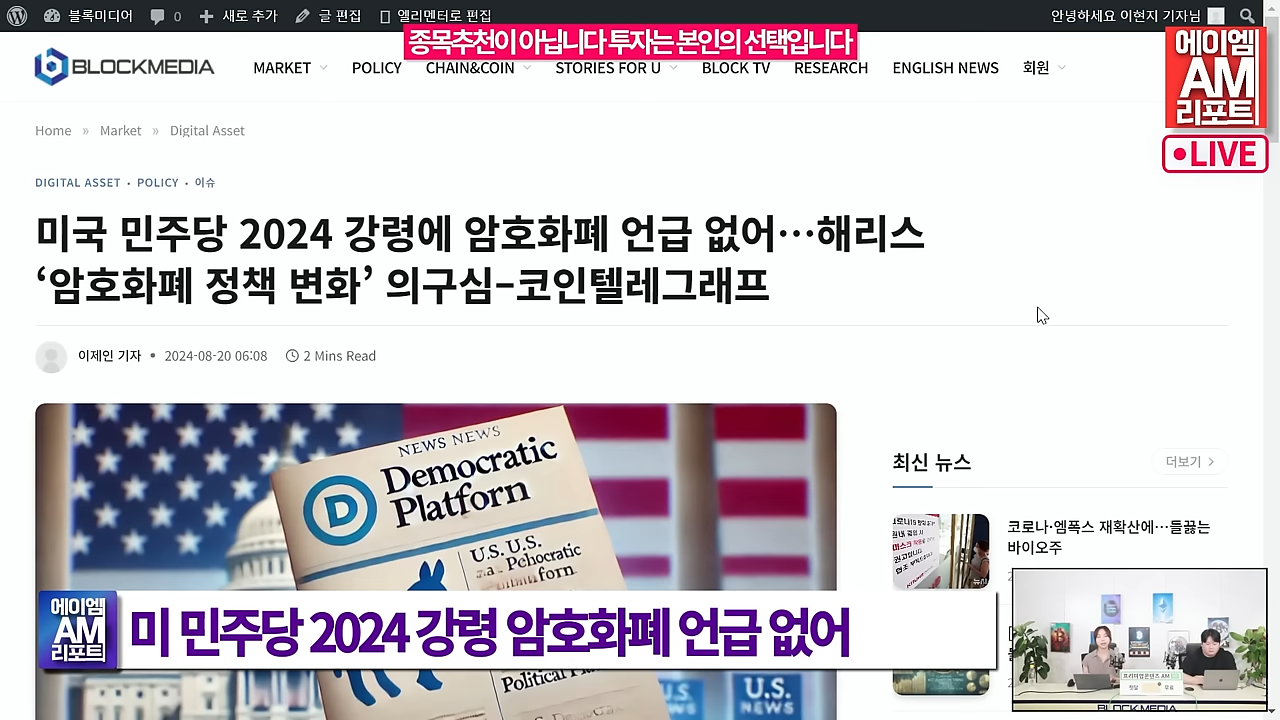 블록미디어 0 새로 추가 글 편집 엘리멘터로 편집 안녕하세요 이현지 기자님
종목추천이 아닙니다 투자는 본인의 선택입니다
BLOCKMEDIA MARKET POLICY CHAIN&COIN STORIES FOR U BLOCK TV RESEARCH ENGLISH NEWS 회원
에이엠
AM
리포트
LIVE
Home » Market » Digital Asset
DIGITAL ASSET • POLICY • 이슈
미국 민주당 2024 강령에 암호화폐 언급 없어…해리스
‘암호화폐 정책 변화’ 의구심–코인텔레그래프
이제인 기자 • 2024-08-20 06:08 2 Mins Read
NEWS NEWS
Democratic
Platforn
U.S. U.S.
최신 뉴스 더보기
코로나·엠폭스 재확산에…들끓는
바이오주
에이엠
AM
리포트
미 민주당 2024 강령 암호화폐 언급 없어
Political
U.S.
NEWS
BLOCKMEDIA